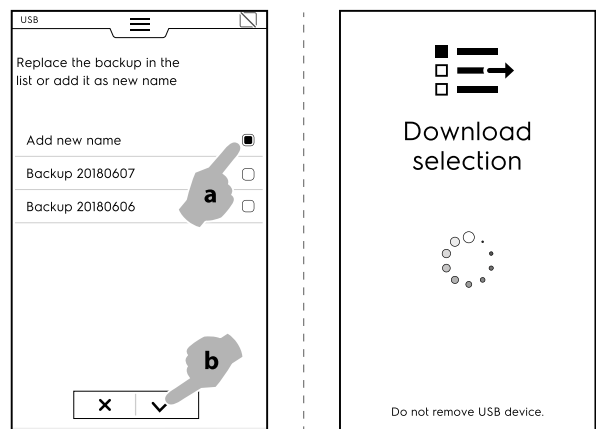 USB
Replace the backup in the
list or add it as new name
Add new name
Backup 20180607
Backup 20180606
a
b
Download
selection
Do not remove USB device.